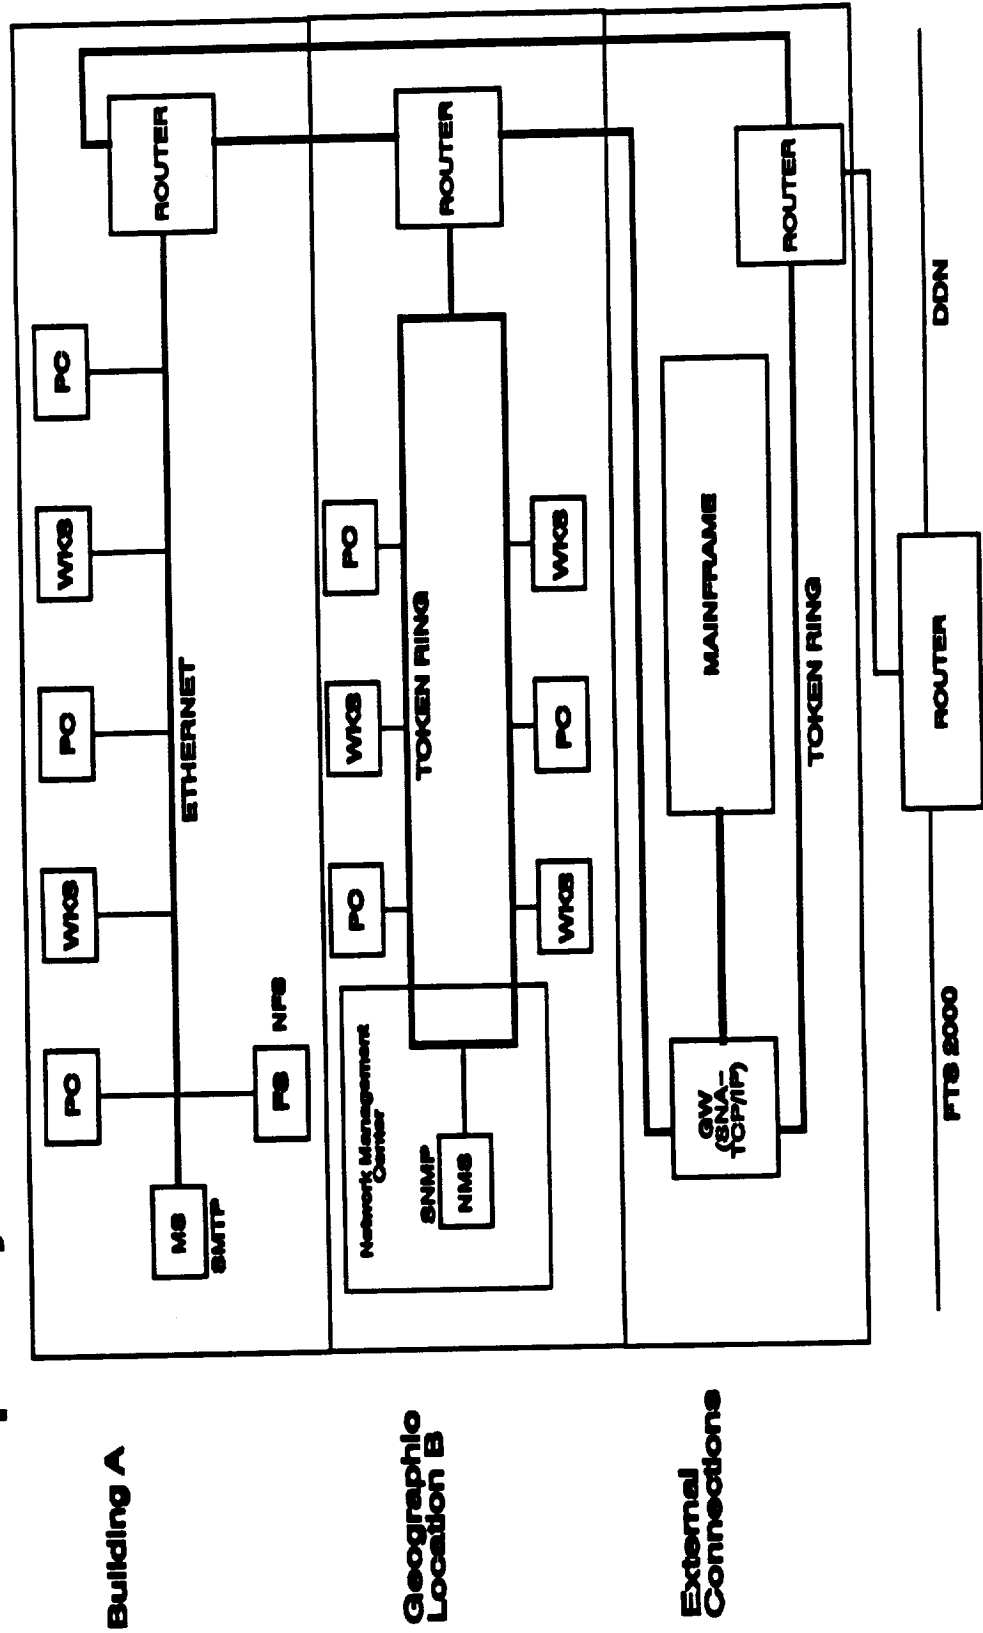 Building A
PC
WKS
PC
WKS
PC
ROUTER
ETHERNET
MS
SMTP
FS
NFS
Geographic
Location B
PC
WKS
PC
ROUTER
TOKEN RING
Network Management
Center
SNMP
NMS
WKS
PC
WKS
External
Connections
GW
(SNA-
TCP/IP)
MAINFRAME
TOKEN RING
ROUTER
FTS 2000
ROUTER
DDN